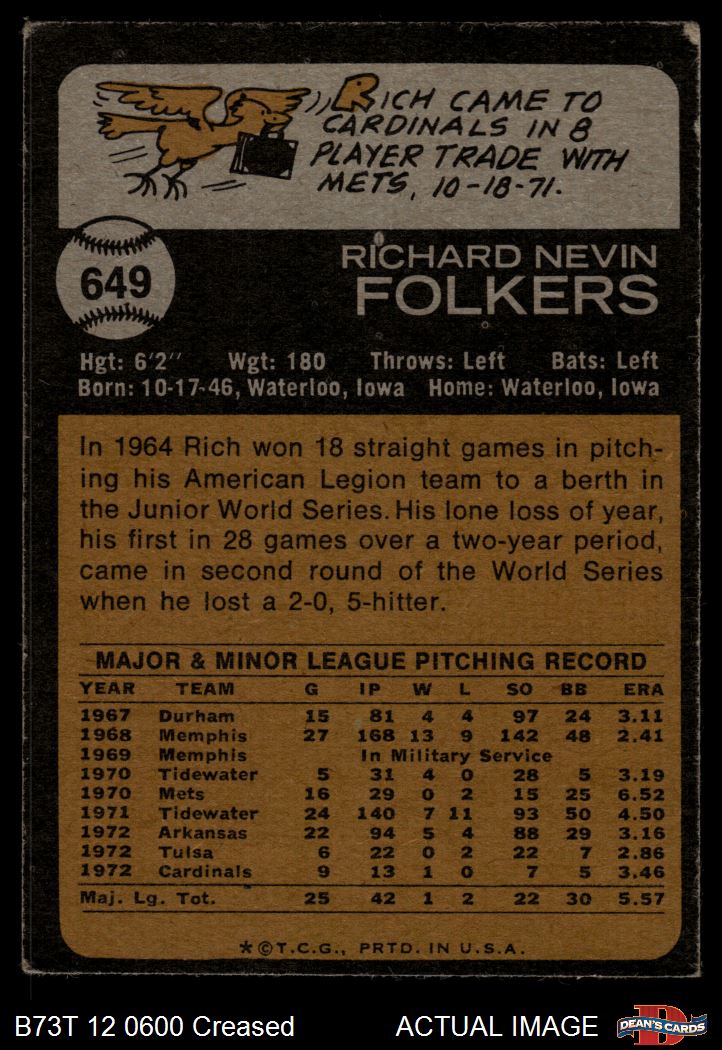 RICH CAME TO
CARDINALS IN 8
PLAYER TRADE WITH
METS, 10-18-71.
649
RICHARD NEVIN
FOLKERS
Hgt: 6'2" Wgt: 180 Throws: Left Bats: Left
Born: 10-17-46, Waterloo, Iowa Home: Waterloo, Iowa
In 1964 Rich won 18 straight games in pitch-
ing his American Legion team to a berth in
the Junior World Series. His lone loss of year,
his first in 28 games over a two-year period,
came in second round of the World Series
when he lost a 2-0, 5-hitter.
MAJOR & MINOR LEAGUE PITCHING RECORD
YEAR TEAM G IP W L SO BB ERA
1967 Durham 15 81 4 4 97 24 3.11
1968 Memphis 27 168 13 9 142 48 2.41
1969 Memphis In Military Service
1970 Tidewater 5 31 4 0 28 5 3.19
1970 Mets 16 29 0 2 15 25 6.52
1971 Tidewater 24 140 7 11 93 50 4.50
1972 Arkansas 22 94 5 4 88 29 3.16
1972 Tulsa 6 22 0 2 22 7 2.86
1972 Cardinals 9 13 1 0 7 5 3.46
Maj. Lg. Tot. 25 42 1 2 22 30 5.57
*©T.C.G., PRTD. IN U.S.A.
B73T 12 0600 Creased ACTUAL IMAGE D DEAN'S CARDS